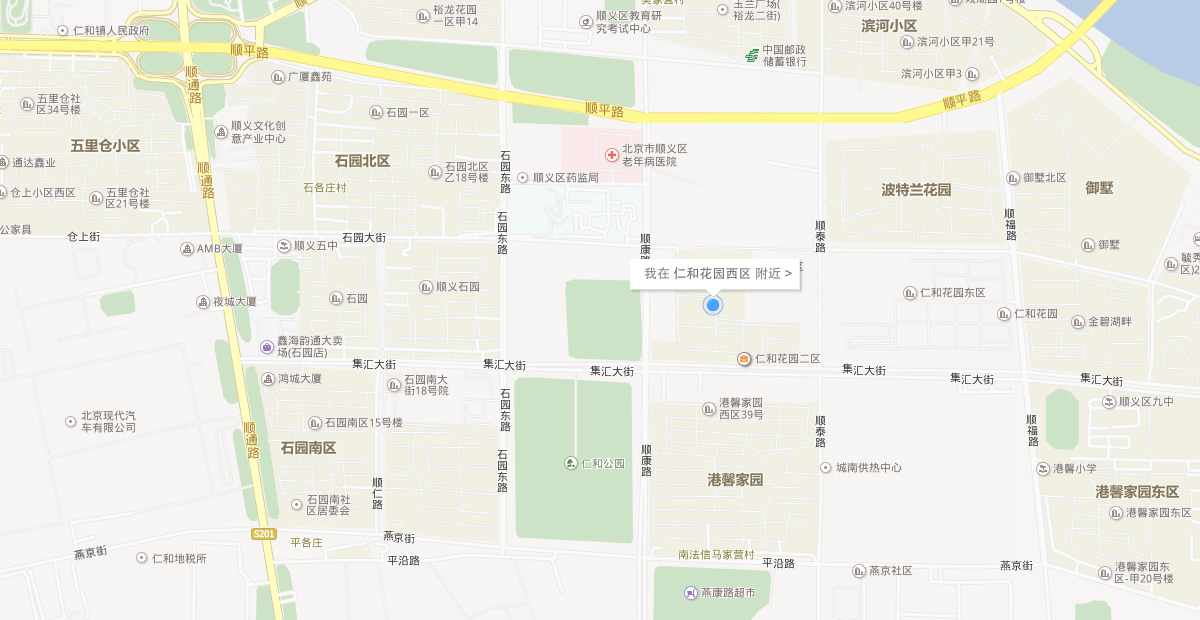 裕龙花园
一区甲14
仁和镇人民政府
顺义区教育研
究考试中心
玉兰广场(
裕龙二街)
滨河小区40号楼
滨河小区
滨河小区甲21号
中国邮政
储蓄银行
滨河小区甲3
顺平路
顺通路
广厦鑫苑
顺平路
顺平路
五里仓社
区34号楼
石园一区
顺义文化创
意产业中心
五里仓小区
通达鑫业
石园北区
石园北区
乙18号楼
石园东路
北京市顺义区
老年病医院
顺义区药监局
顺通路
石各庄村
仓上小区西区
五里仓社
区21号楼
波特兰花园
御墅北区
御墅
公家具
仓上街
AMB大厦
顺义五中
石园大街
石园东路
顺康路
顺泰路
顺福路
御墅
毓秀
区)2
我在 仁和花园西区 附近 >
区
夜城大厦
石园
顺义石园
仁和花园东区
仁和花园
金碧湖畔
鑫海韵通大卖
场(石园店)
集汇大街
集汇大街
集汇大街
仁和花园二区
集汇大街
集汇大街
集汇大街
鸿城大厦
石园南大
街18号院
石园东路
港馨家园
西区39号
顺义区九中
北京现代汽
车有限公司
石园南区15号楼
顺通路
石园南区
顺泰路
顺福路
石园东路
仁和公园
顺康路
港馨家园
城南供热中心
港馨小学
顺仁路
石园南社
区居委会
港馨家园东区
港馨家园东区
S201
燕京街
平各庄
燕京街
平沿路
仁和地税所
南法信马家营村
平沿路
燕京社区
燕京街
港馨家园东
区-甲20号楼
燕康路超市